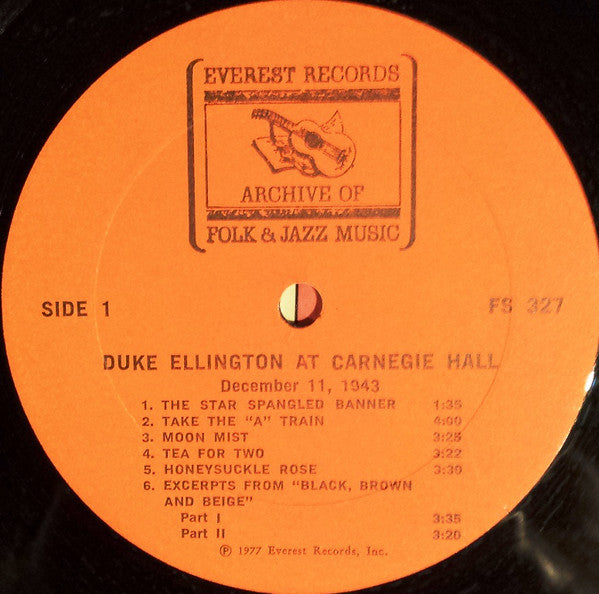 EVEREST RECORDS
ARCHIVE OF
FOLK & JAZZ MUSIC
SIDE 1 FS 327
DUKE ELLINGTON AT CARNEGIE HALL
December 11, 1943
1. THE STAR SPANGLED BANNER 1:35
2. TAKE THE "A" TRAIN 4:00
3. MOON MIST 3:25
4. TEA FOR TWO 3:22
5. HONEYSUCKLE ROSE 3:39
6. EXCERPTS FROM "BLACK, BROWN
AND BEIGE"
Part I 3:35
Part II 3:20
Ⓟ 1977 Everest Records, Inc.